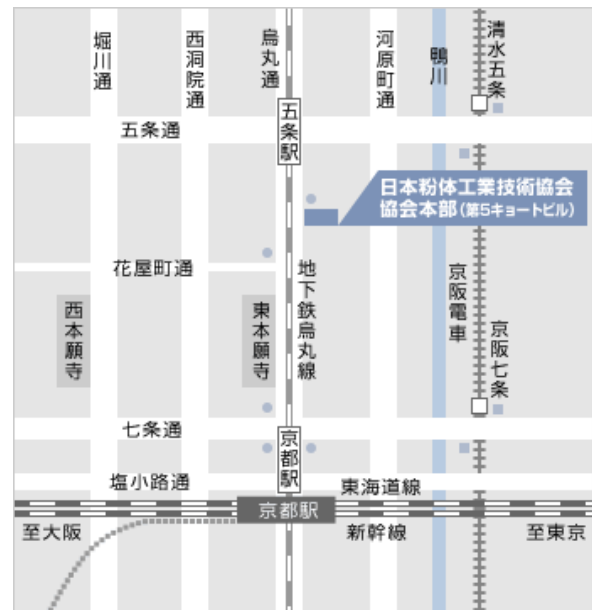 堀川通
西洞院通
烏丸通
河原町通
鴨川
清水五条
五条駅
五条通
日本粉体工業技術協会
協会本部(第5キョートビル)
花屋町通
地下鉄烏丸線
京阪電車
西本願寺
東本願寺
京阪七条
七条通
京都駅
塩小路通
東海道線
京都駅
至大阪
新幹線
至東京